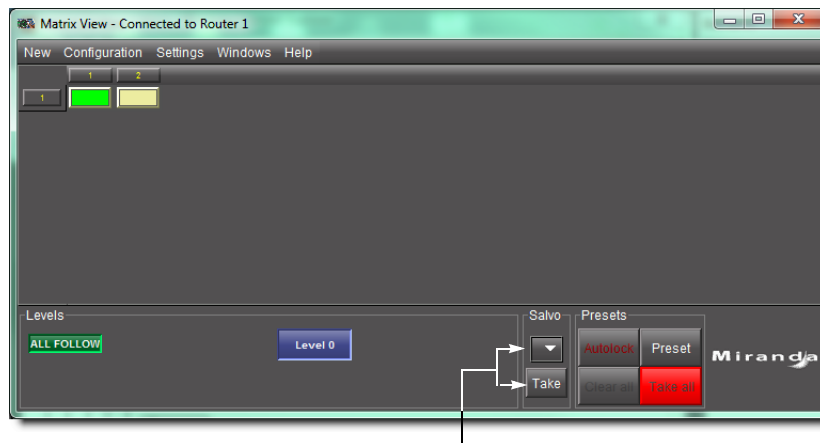 Matrix View - Connected to Router 1
New Configuration Settings Windows Help
1 2
1
Levels Salvo Presets
ALL FOLLOW Level 0 Autolock Preset
Miranda
Take Clear all Take all